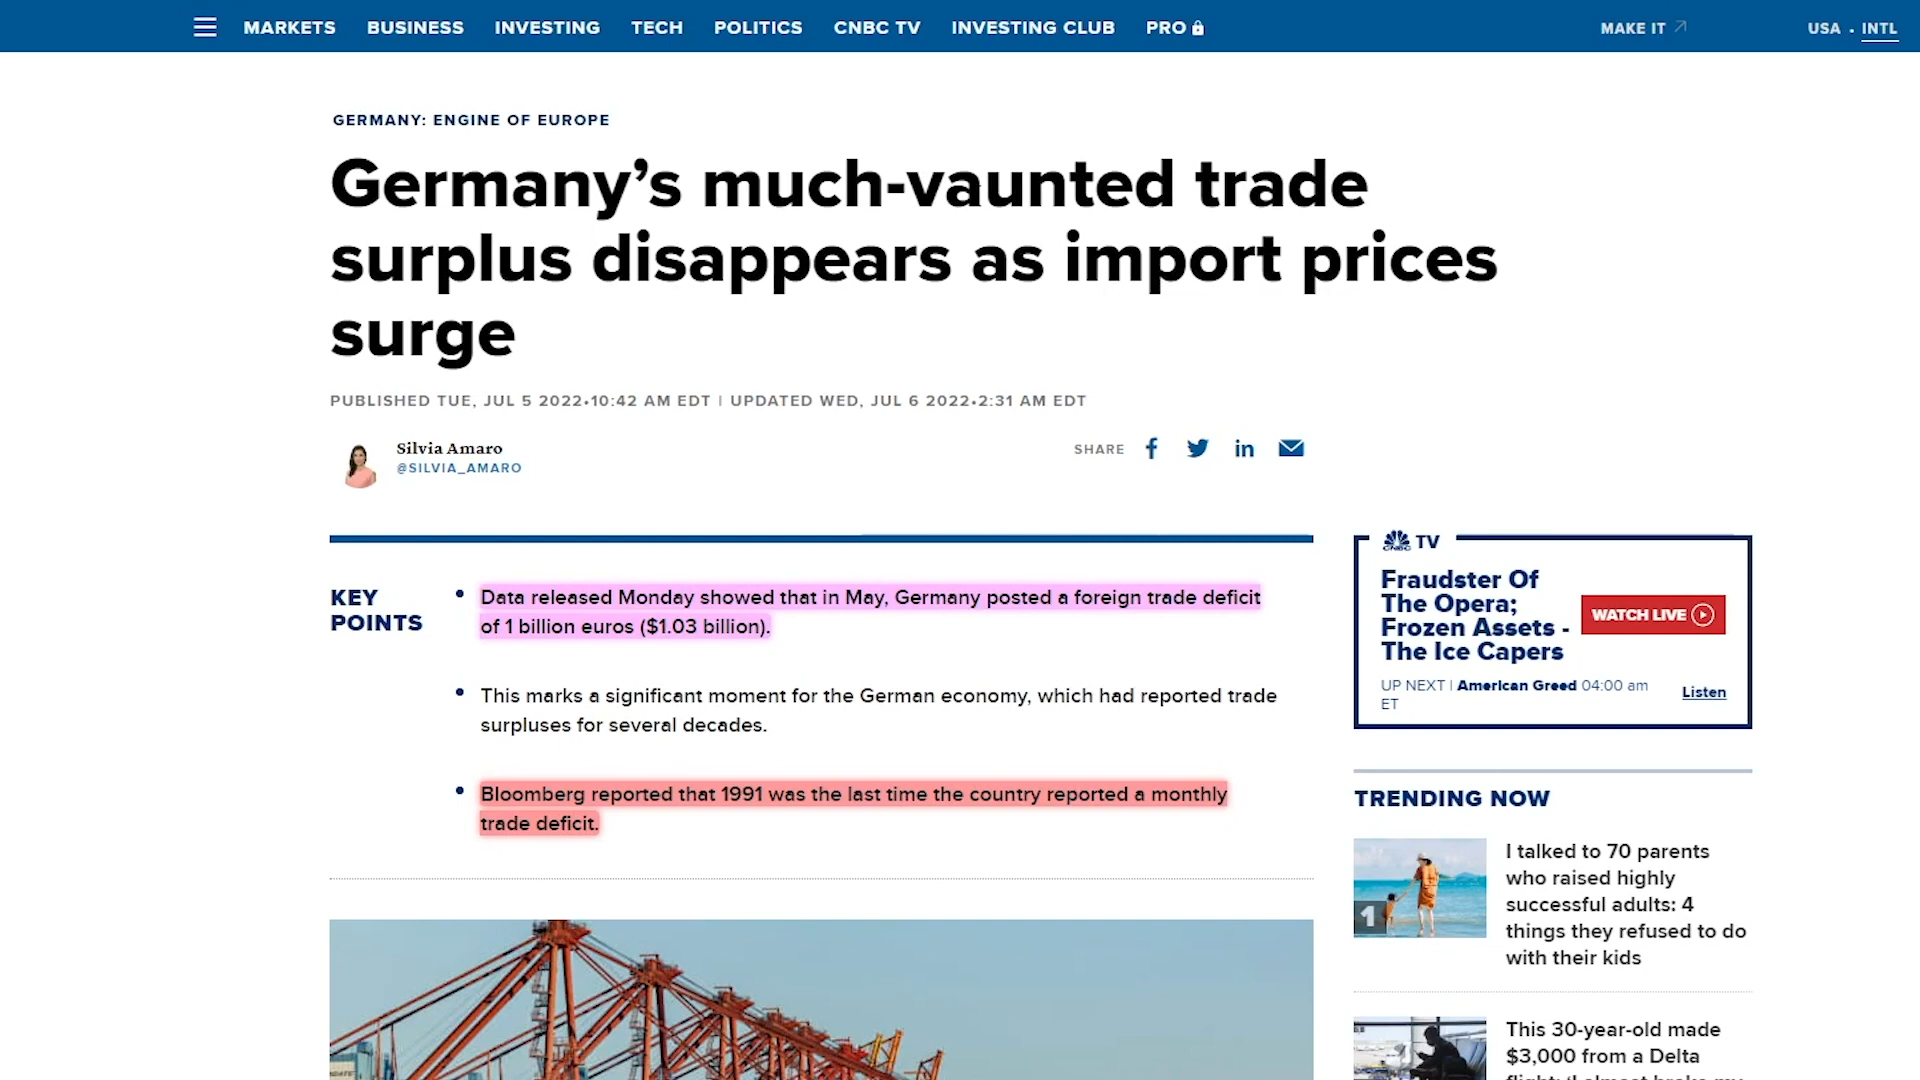 MARKETS BUSINESS INVESTING TECH POLITICS CNBC TV INVESTING CLUB PRO MAKE IT USA · INTL
GERMANY: ENGINE OF EUROPE
Germany’s much-vaunted trade
surplus disappears as import prices
surge
PUBLISHED TUE, JUL 5 2022•10:42 AM EDT | UPDATED WED, JUL 6 2022•2:31 AM EDT
Silvia Amaro
@SILVIA_AMARO
SHARE
KEY
POINTS
Data released Monday showed that in May, Germany posted a foreign trade deficit
of 1 billion euros ($1.03 billion).
This marks a significant moment for the German economy, which had reported trade
surpluses for several decades.
Bloomberg reported that 1991 was the last time the country reported a monthly
trade deficit.
CNBC TV
Fraudster Of
The Opera;
Frozen Assets -
The Ice Capers
WATCH LIVE
UP NEXT | American Greed 04:00 am
ET
Listen
TRENDING NOW
1
I talked to 70 parents
who raised highly
successful adults: 4
things they refused to do
with their kids
This 30-year-old made
$3,000 from a Delta